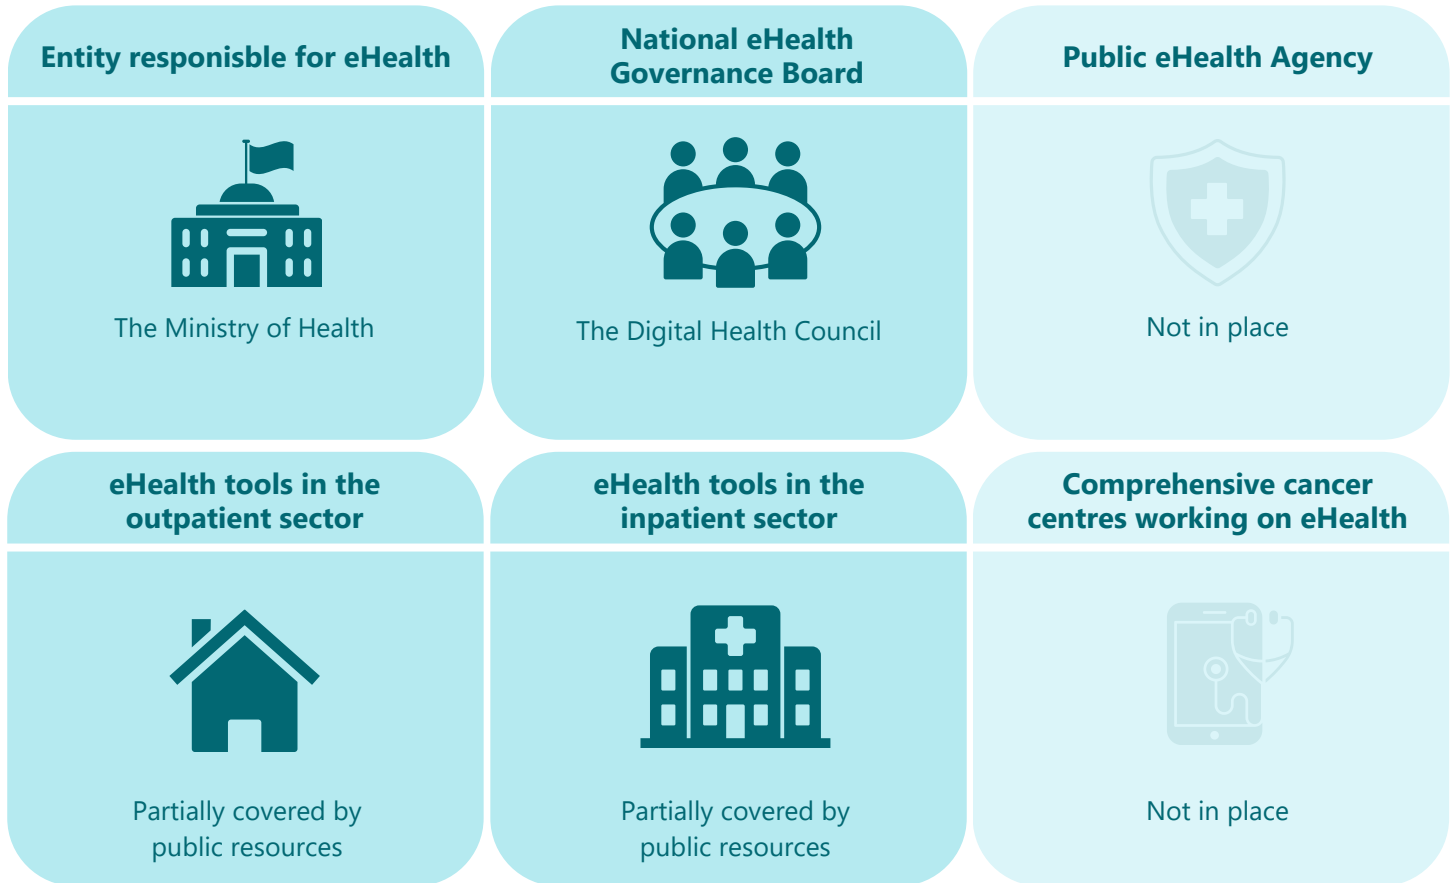 Entity responisble for eHealth
The Ministry of Health
National eHealth
Governance Board
The Digital Health Council
Public eHealth Agency
Not in place
eHealth tools in the
outpatient sector
Partially covered by
public resources
eHealth tools in the
inpatient sector
Partially covered by
public resources
Comprehensive cancer
centres working on eHealth
Not in place